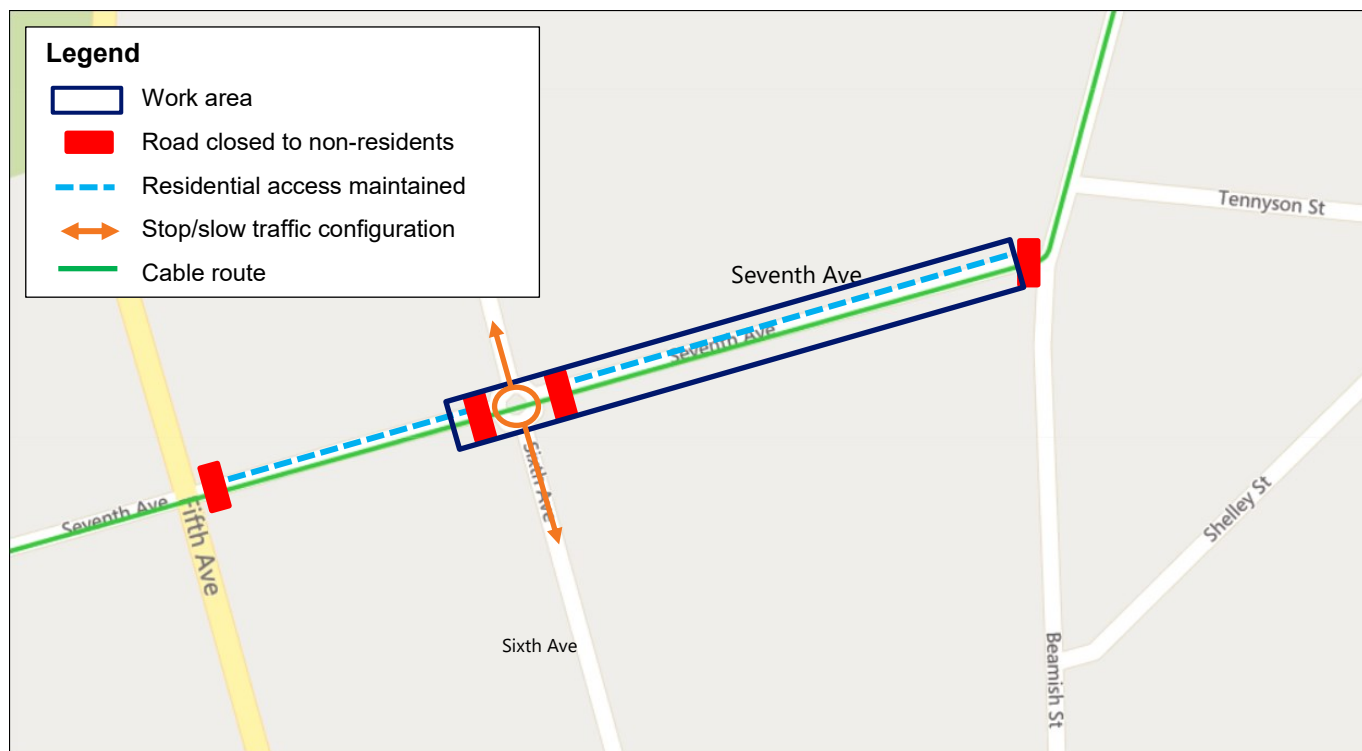 Legend
Work area
Road closed to non-residents
Residential access maintained
Stop/slow traffic configuration
Cable route
Tennyson St
Seventh Ave
Seventh Ave
Sixth Ave
Seventh Ave
Fifth Ave
Shelley St
Sixth Ave
Beamish St